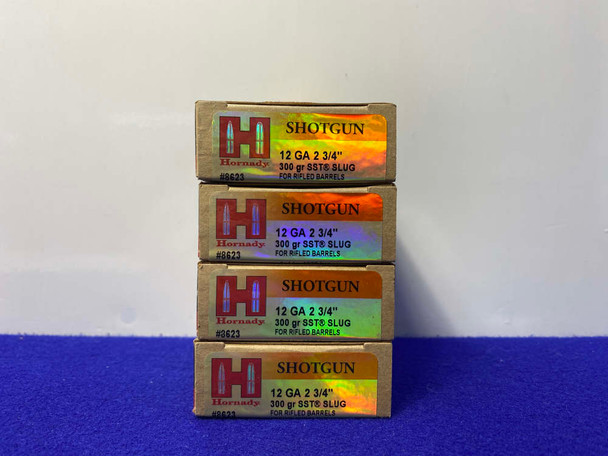 SHOTGUN
12 GA 2 3/4"
300 gr SST® SLUG
FOR RIFLED BARRELS
Hornady
#8623
SHOTGUN
12 GA 2 3/4"
300 gr SST® SLUG
FOR RIFLED BARRELS
Hornady
#8623
SHOTGUN
12 GA 2 3/4"
300 gr SST® SLUG
FOR RIFLED BARRELS
Hornady
#8623
SHOTGUN
12 GA 2 3/4"
300 gr SST® SLUG
FOR RIFLED BARRELS
Hornady
#8623